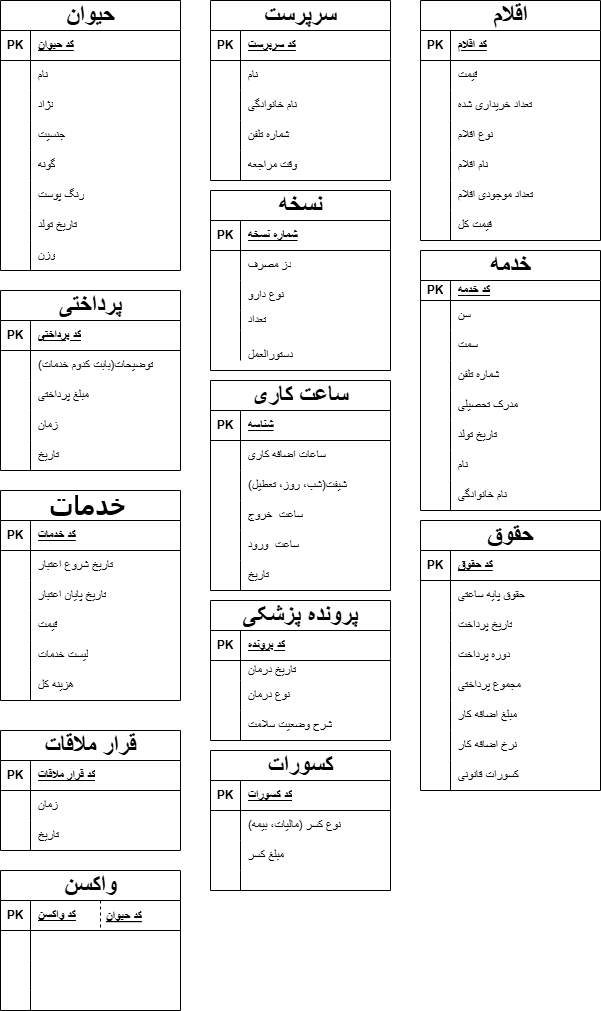 حیوان
PK کد حیوان
نام
نژاد
جنسیت
گونه
رنگ پوست
تاریخ تولد
وزن
پرداختی
PK کد پرداختی
توضیحات(بابت کدوم خدمات)
مبلغ پرداختی
زمان
تاریخ
خدمات
PK کد خدمات
تاریخ شروع اعتبار
تاریخ پایان اعتبار
قیمت
لیست خدمات
هزینه کل
قرار ملاقات
PK کد قرار ملاقات
زمان
تاریخ
واکسن
PK کد واکسن کد حیوان
سرپرست
PK کد سرپرست
نام
نام خانوانگی
شماره تلفن
وقت مراجعه
نسخه
PK شماره نسخه
دز مصرف
نوع دارو
تعداد
دستورالعمل
ساعت کاری
PK شناسه
ساعات اضافه کاری
شیفت(شب، روز، تعطیل)
ساعت خروج
ساعت ورود
تاریخ
پرونده پزشکی
PK کد پرونده
تاریخ درمان
نوع درمان
شرح وضعیت سلامت
کسورات
PK کد کسورات
نوع کسر (مالیات، بیمه)
مبلغ کسر
اقلام
PK کد اقلام
قیمت
تعداد خریداری شده
نوع اقلام
نام اقلام
تعداد موجودی اقلام
قیمت کل
خدمه
PK کد خدمه
سن
سمت
شماره تلفن
مدرک تحصیلی
تاریخ تولد
نام
نام خانوانگی
حقوق
PK کد حقوق
حقوق پایه ساعتی
تاریخ پرداخت
دوره پرداخت
مجموع پرداختی
مبلغ اضافه کار
نرخ اضافه کار
کسورات قانونی